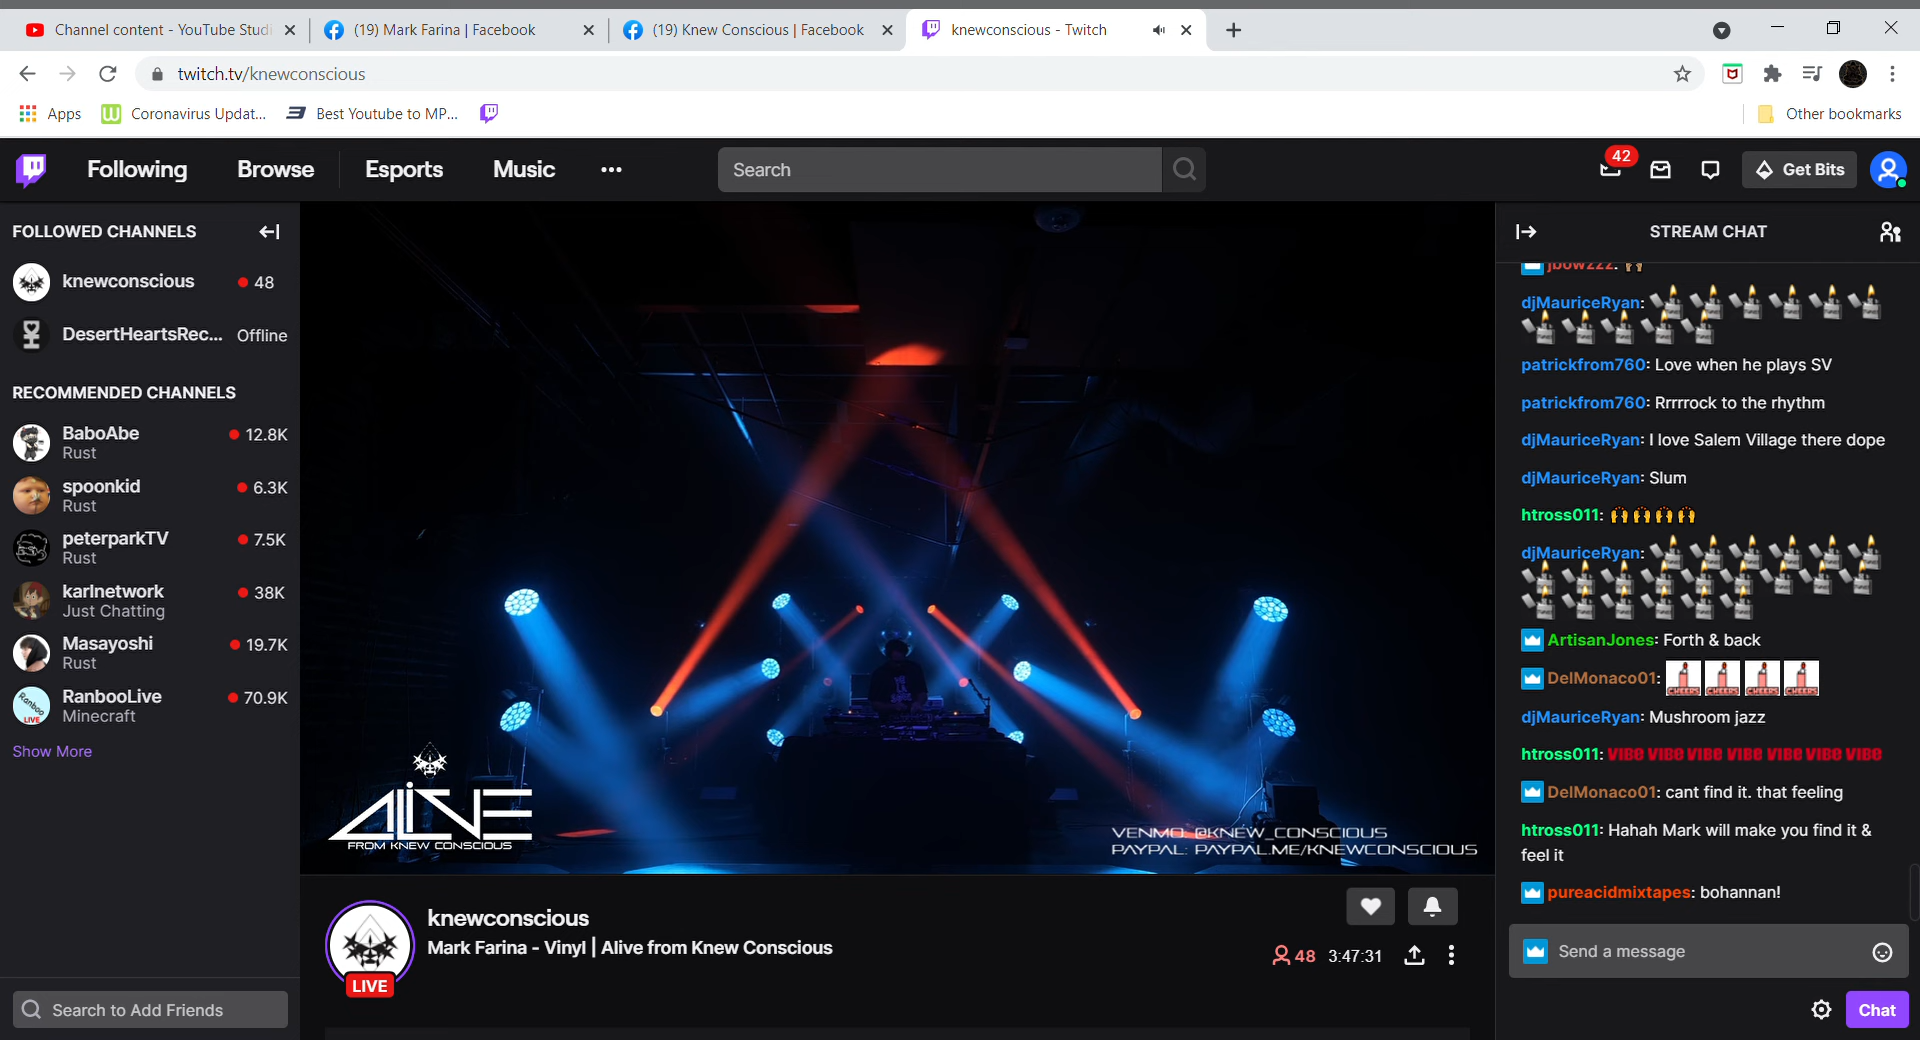 Channel content - YouTube Studi
(19) Mark Farina | Facebook
(19) Knew Conscious | Facebook
knewconscious - Twitch
twitch.tv/knewconscious
Apps
Coronavirus Updat...
Best Youtube to MP...
Other bookmarks
Following
Browse
Esports
Music
Search
42
Get Bits
FOLLOWED CHANNELS
knewconscious
48
DesertHeartsRec...
Offline
RECOMMENDED CHANNELS
BaboAbe
12.8K
Rust
spoonkid
6.3K
Rust
peterparkTV
7.5K
Rust
karlnetwork
38K
Just Chatting
Masayoshi
19.7K
Rust
RanbooLive
70.9K
Minecraft
Show More
Search to Add Friends
ALIVE
FROM KNEW CONSCIOUS
VENMO: @KNEW_CONSCIOUS
PAYPAL: PAYPAL.ME/KNEWCONSCIOUS
knewconscious
Mark Farina - Vinyl | Alive from Knew Conscious
LIVE
48 3:47:31
STREAM CHAT
jbowzzz:
djMauriceRyan:
patrickfrom760: Love when he plays SV
patrickfrom760: Rrrrrock to the rhythm
djMauriceRyan: I love Salem Village there dope
djMauriceRyan: Slum
htross011:
djMauriceRyan:
ArtisanJones: Forth & back
DelMonaco01: CHEERS CHEERS CHEERS CHEERS
djMauriceRyan: Mushroom jazz
htross011: VIBE VIBE VIBE VIBE VIBE VIBE VIBE
DelMonaco01: cant find it. that feeling
htross011: Hahah Mark will make you find it &
feel it
pureacidmixtapes: bohannan!
Send a message
Chat